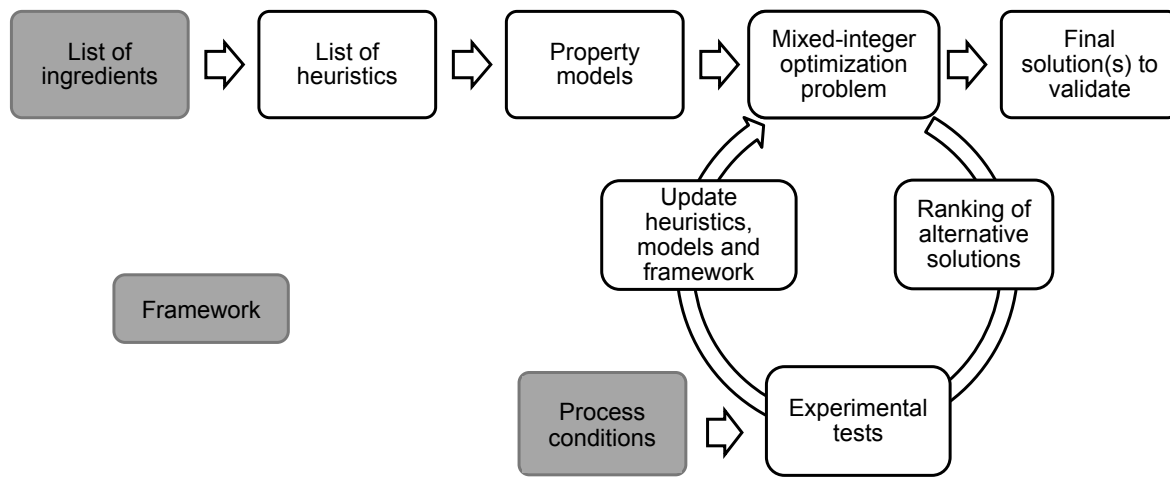 List of
ingredients
List of
heuristics
Property
models
Mixed-integer
optimization
problem
Final
solution(s) to
validate
Update
heuristics,
models and
framework
Ranking of
alternative
solutions
Framework
Process
conditions
Experimental
tests